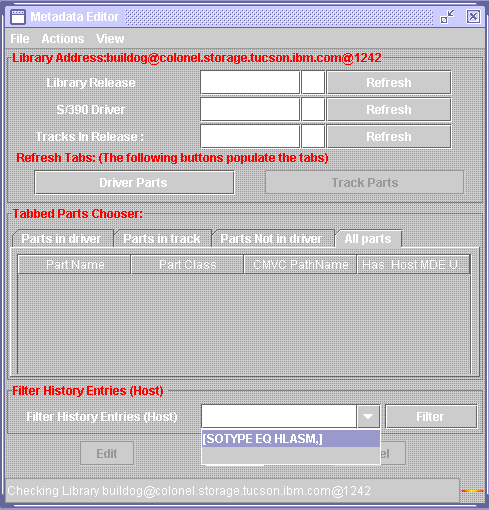 Metadata Editor
File Actions View
Library Address:buildog@colonel.storage.tucson.ibm.com@1242
Library Release Refresh
S/390 Driver Refresh
Tracks In Release : Refresh
Refresh Tabs: (The following buttons populate the tabs)
Driver Parts Track Parts
Tabbed Parts Chooser:
Parts in driver Parts in track Parts Not in driver All parts
Part Name Part Class CMVC PathName Has Host MDE U...
Filter History Entries (Host)
Filter History Entries (Host) Filter
[SOTYPE EQ HLASM,]
Edit
Checking Library buildog@colonel.storage.tucson.ibm.com@1242